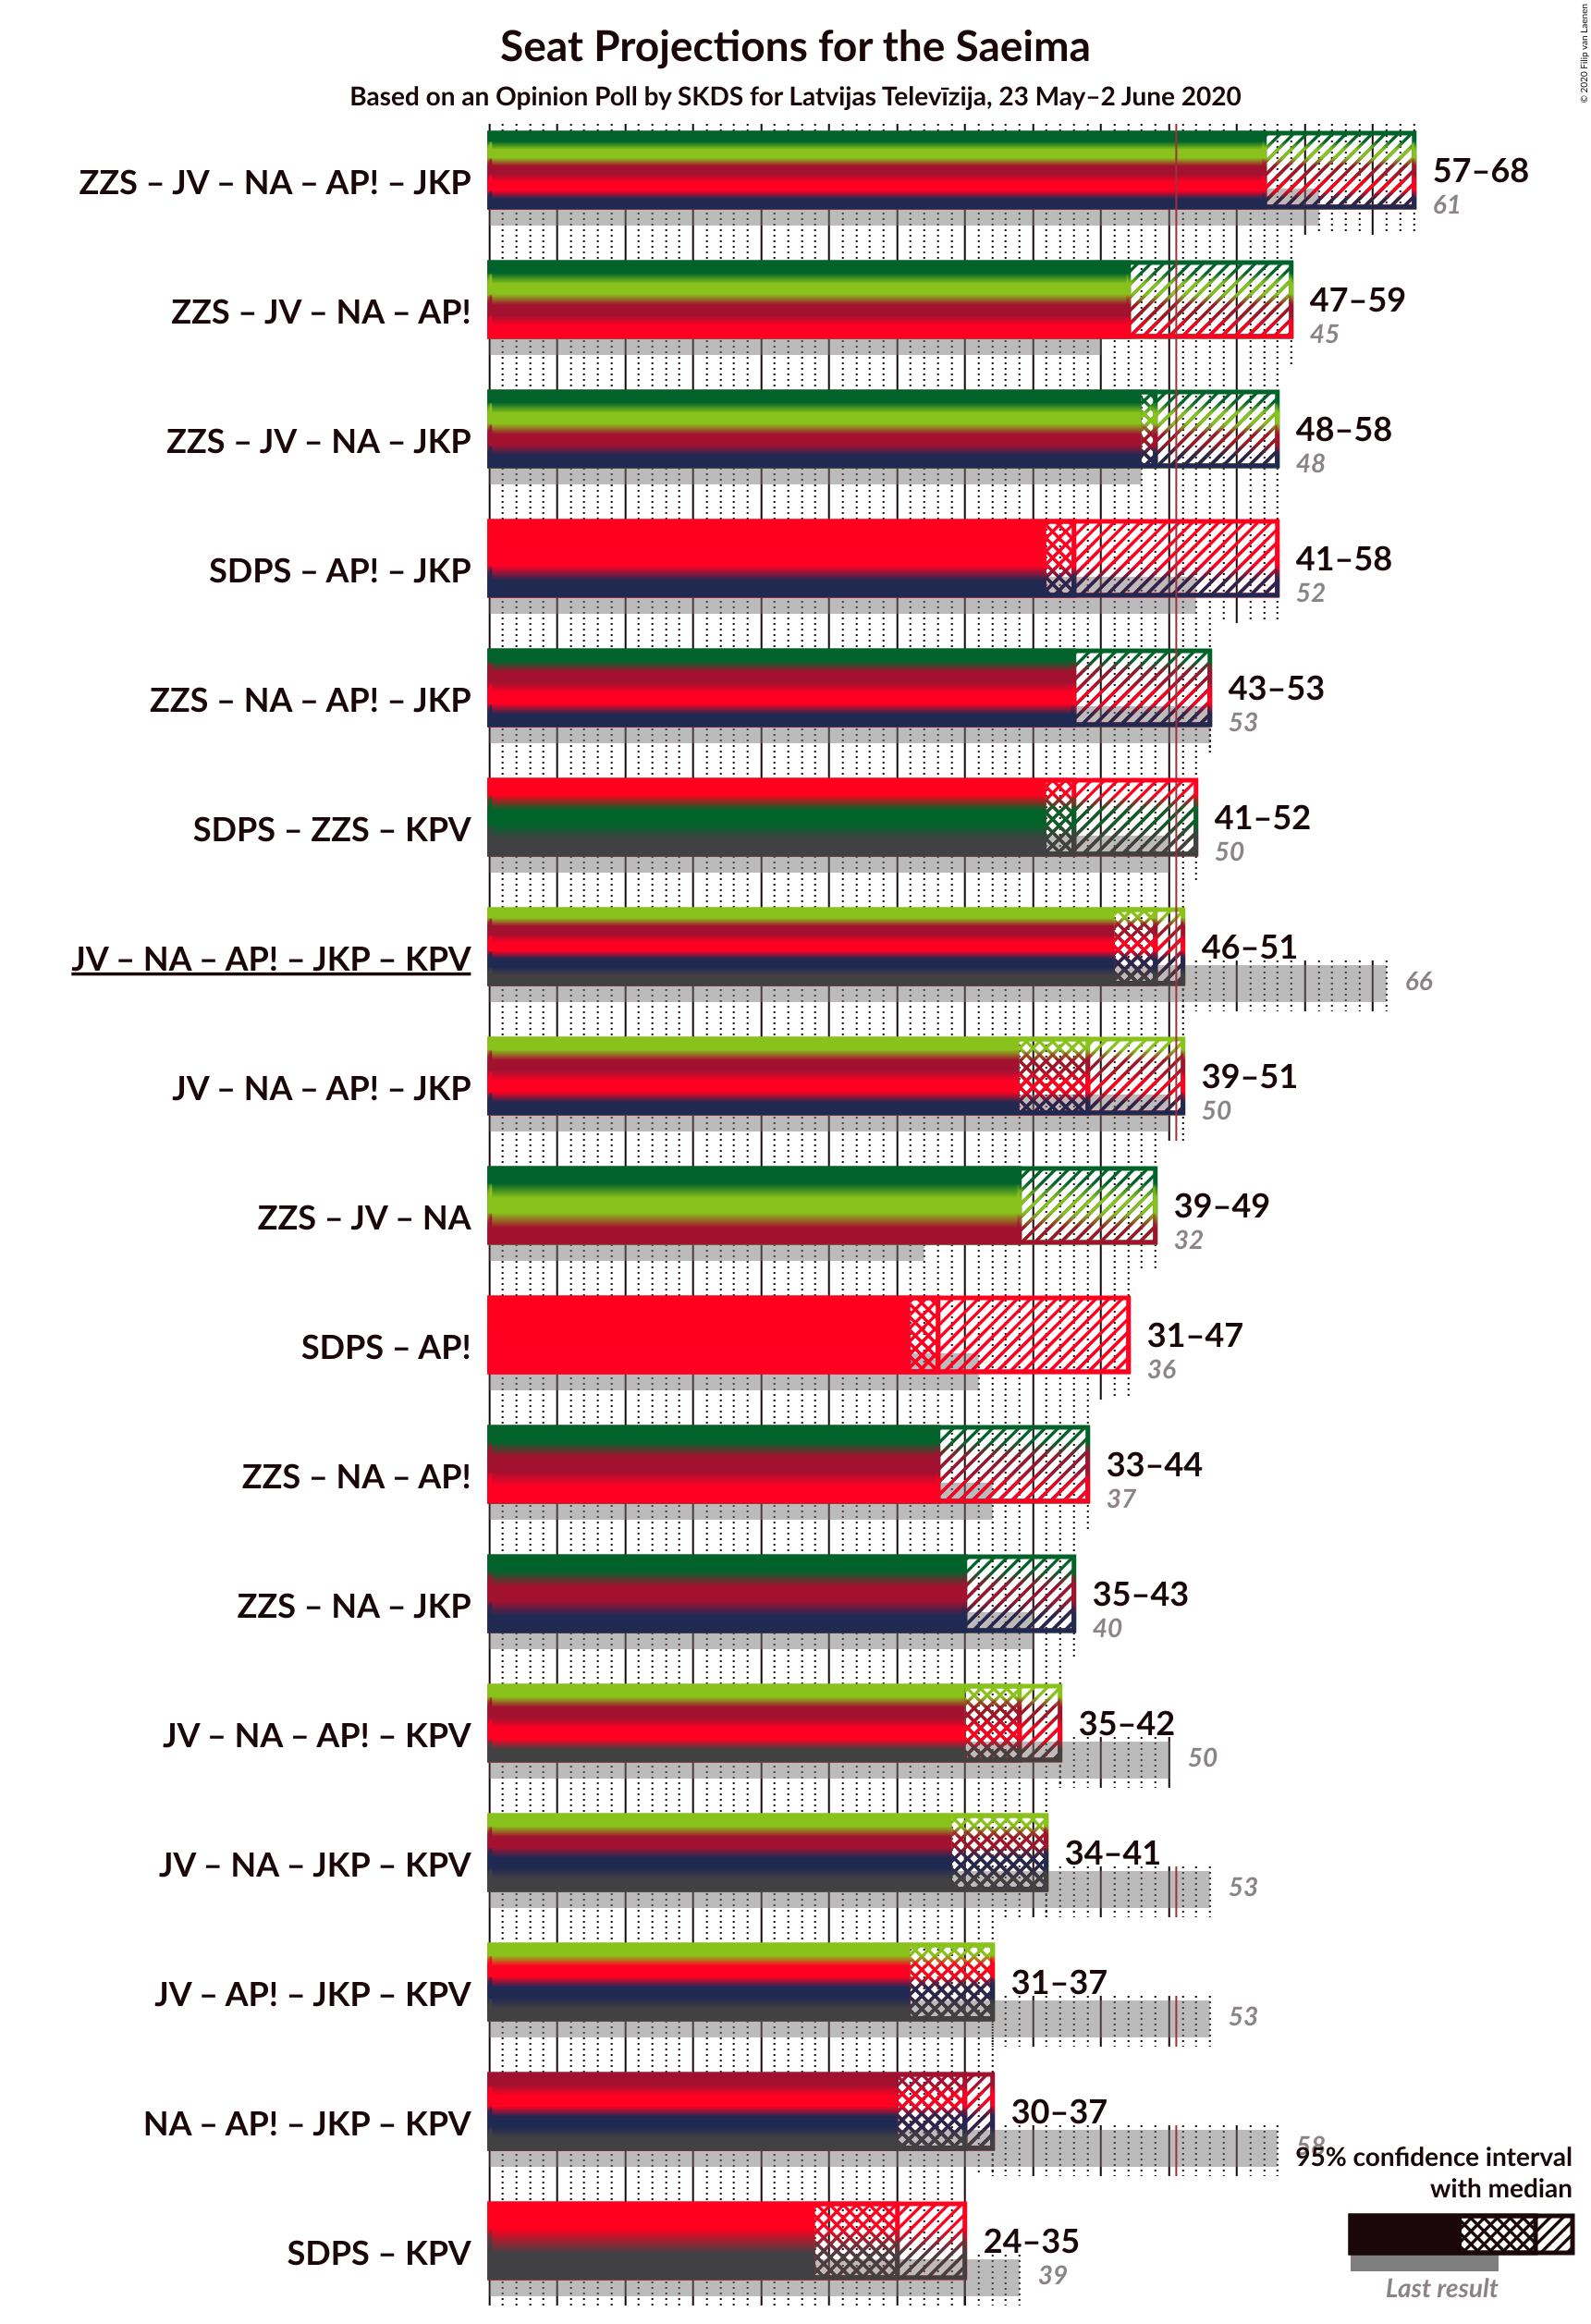 Seat Projections for the Saeima
Based on an Opinion Poll by SKDS for Latvijas Televīzija, 23 May–2 June 2020
© 2020 Filip van Laenen
ZZS – JV – NA – AP! – JKP
57–68
61
ZZS – JV – NA – AP!
47–59
45
ZZS – JV – NA – JKP
48–58
48
SDPS – AP! – JKP
41–58
52
ZZS – NA – AP! – JKP
43–53
53
SDPS – ZZS – KPV
41–52
50
JV – NA – AP! – JKP – KPV
46–51
66
JV – NA – AP! – JKP
39–51
50
ZZS – JV – NA
39–49
32
SDPS – AP!
31–47
36
ZZS – NA – AP!
33–44
37
ZZS – NA – JKP
35–43
40
JV – NA – AP! – KPV
35–42
50
JV – NA – JKP – KPV
34–41
53
JV – AP! – JKP – KPV
31–37
53
NA – AP! – JKP – KPV
30–37
58
SDPS – KPV
24–35
39
95% confidence interval
with median
Last result